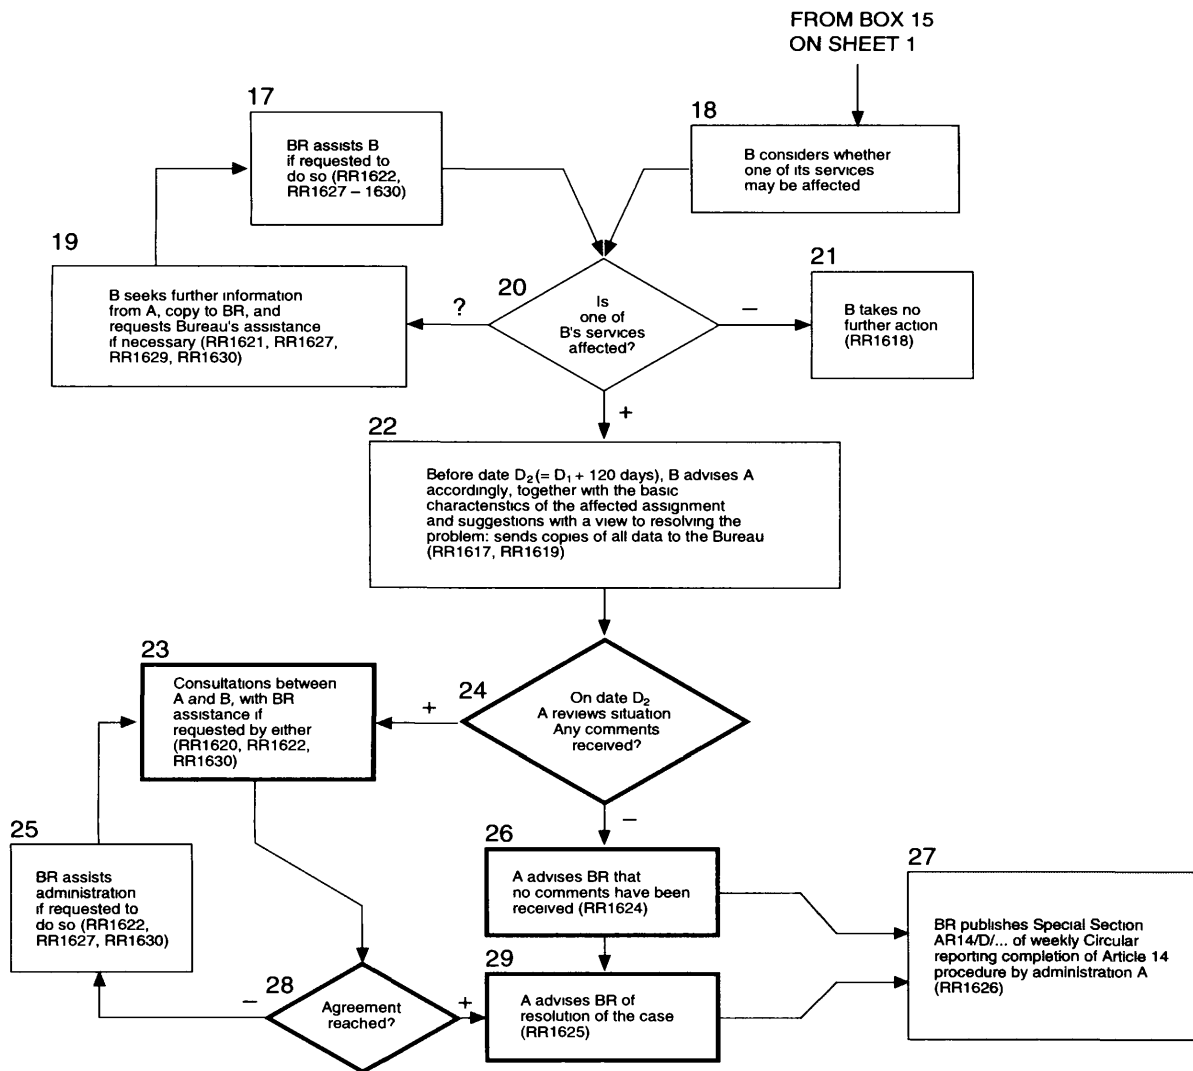 FROM BOX 15
ON SHEET 1
17
BR assists B
if requested to
do so (RR1622,
RR1627 – 1630)
18
B considers whether
one of its services
may be affected
19
B seeks further information
from A, copy to BR, and
requests Bureau's assistance
if necessary (RR1621, RR1627,
RR1629, RR1630)
?
20
Is
one of
B's services
affected?
–
21
B takes no
further action
(RR1618)
+
22
Before date D₂ (= D₁ + 120 days), B advises A
accordingly, together with the basic
characteristics of the affected assignment
and suggestions with a view to resolving the
problem: sends copies of all data to the Bureau
(RR1617, RR1619)
23
Consultations between
A and B, with BR
assistance if
requested by either
(RR1620, RR1622,
RR1630)
+
24
On date D₂
A reviews situation
Any comments
received?
–
25
BR assists
administration
if requested to
do so (RR1622,
RR1627, RR1630)
26
A advises BR that
no comments have been
received (RR1624)
27
BR publishes Special Section
AR14/D/... of weekly Circular
reporting completion of Article 14
procedure by administration A
(RR1626)
–
28
Agreement
reached?
+
29
A advises BR of
resolution of the case
(RR1625)